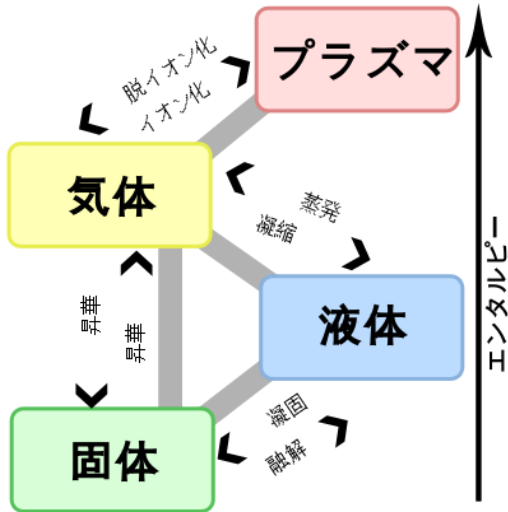 プラズマ
脱イオン化
イオン化
気体
蒸発
凝縮
エンタルピー
昇華
昇華
液体
凝固
融解
固体